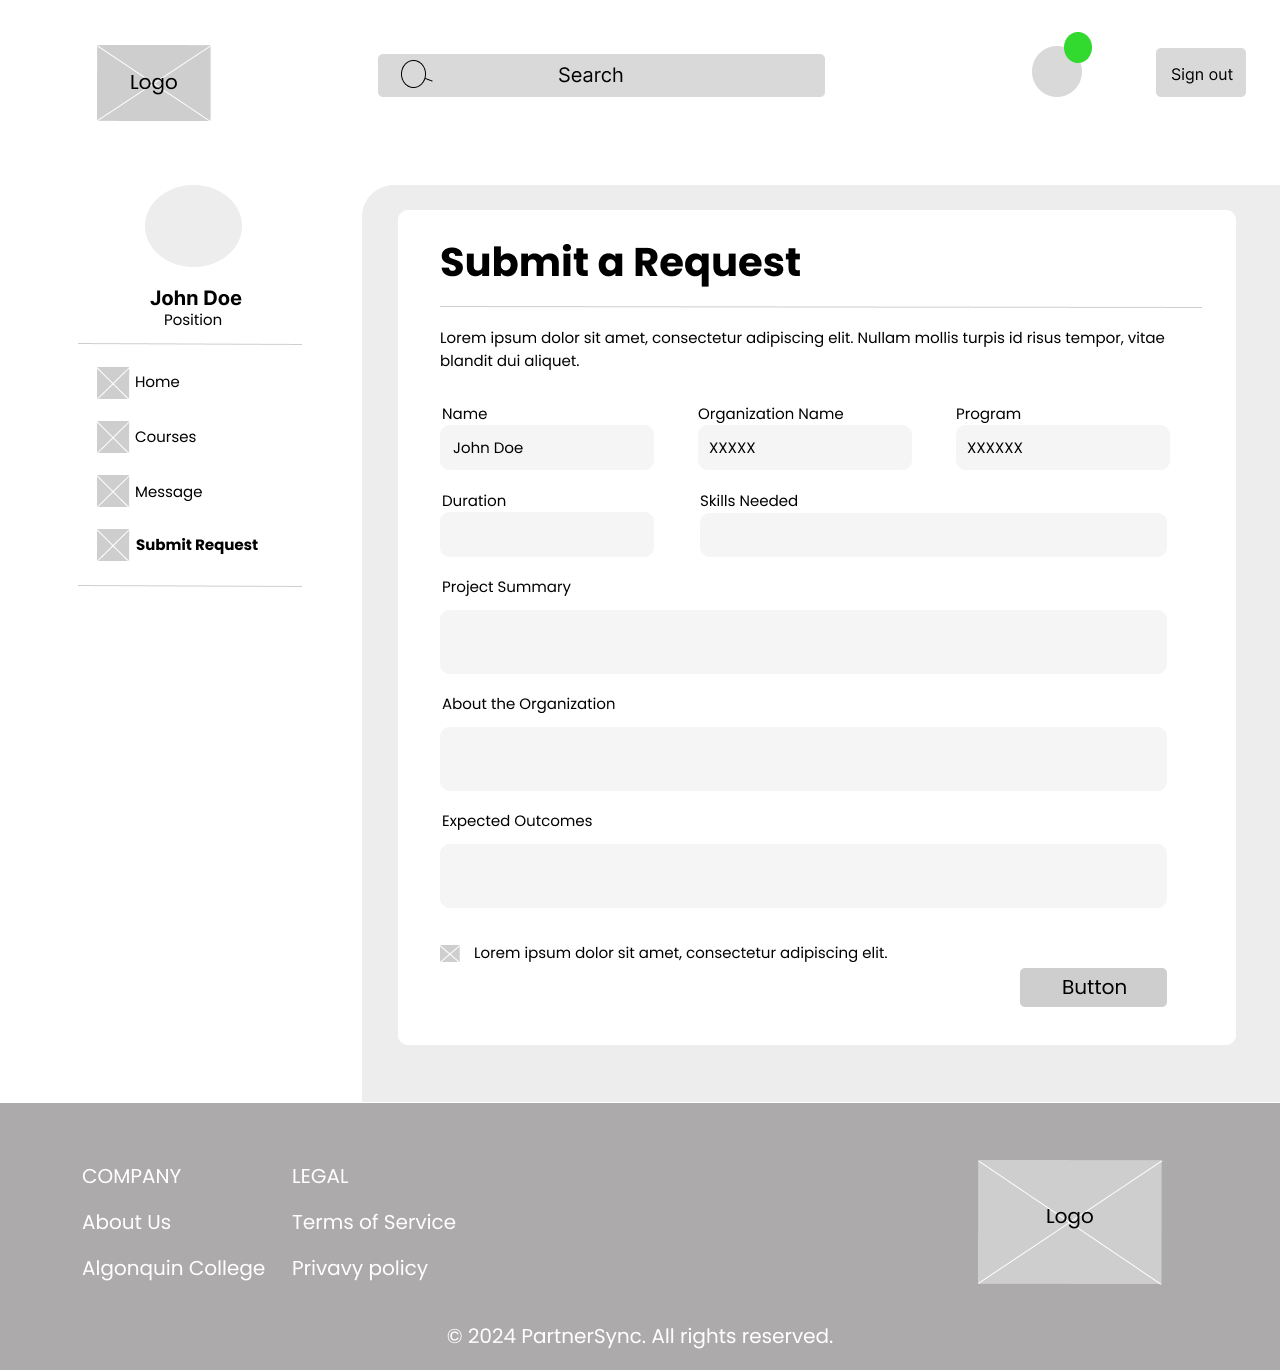 Logo
Search
Sign out
John Doe
Position
Home
Courses
Message
Submit Request
Submit a Request
Lorem ipsum dolor sit amet, consectetur adipiscing elit. Nullam mollis turpis id risus tempor, vitae
blandit dui aliquet.
Name
Organization Name
Program
John Doe
XXXXX
XXXXXX
Duration
Skills Needed
Project Summary
About the Organization
Expected Outcomes
Lorem ipsum dolor sit amet, consectetur adipiscing elit.
Button
COMPANY
LEGAL
About Us
Terms of Service
Algonquin College
Privavy policy
Logo
© 2024 PartnerSync. All rights reserved.